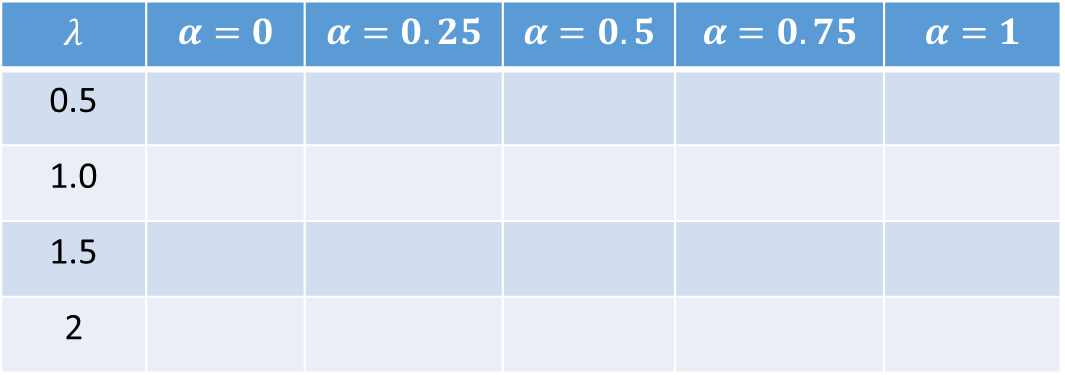 λ α = 0 α = 0.25 α = 0.5 α = 0.75 α = 1
0.5
1.0
1.5
2